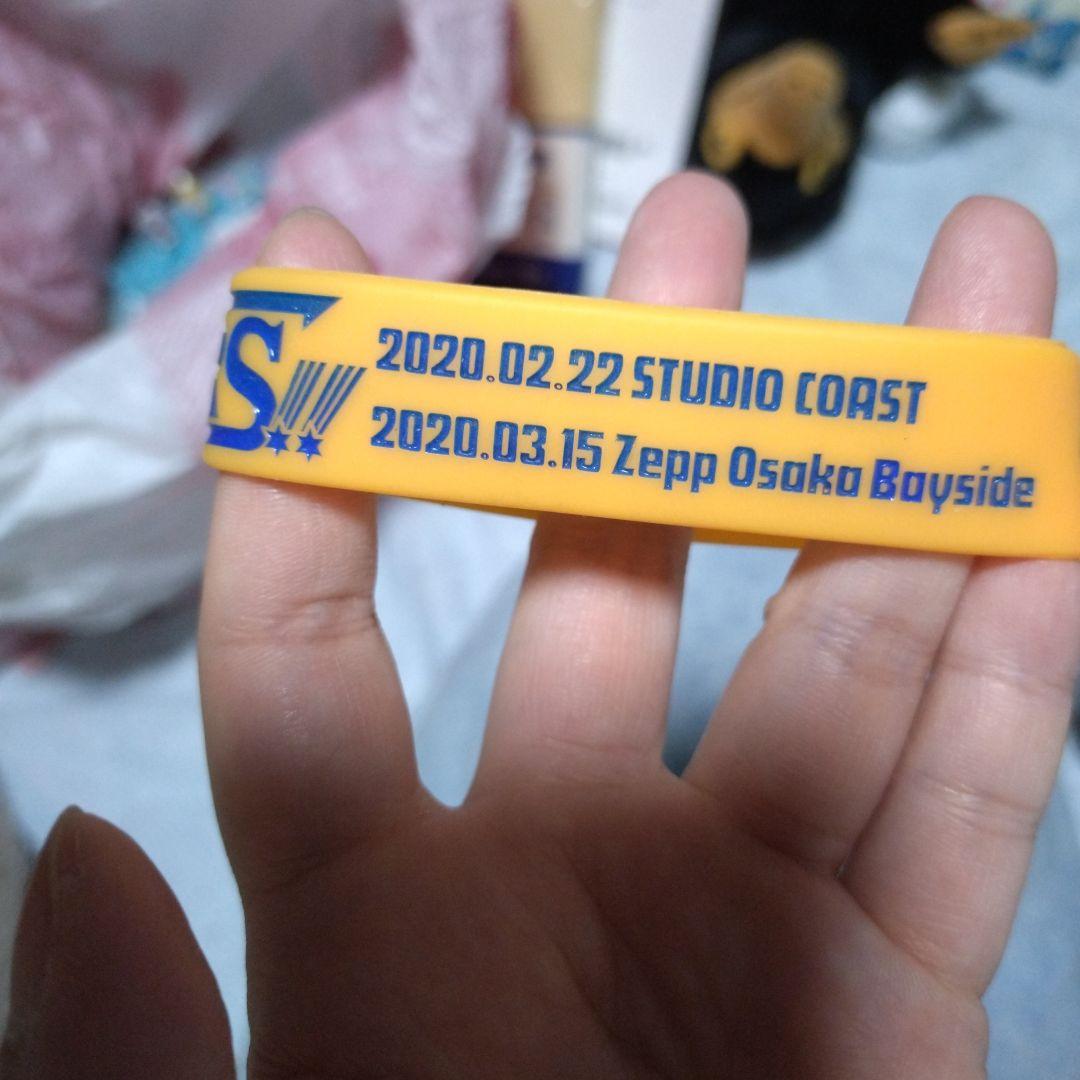 S
2020.02.22 STUDIO COAST
2020.03.15 Zepp Osaka Bayside